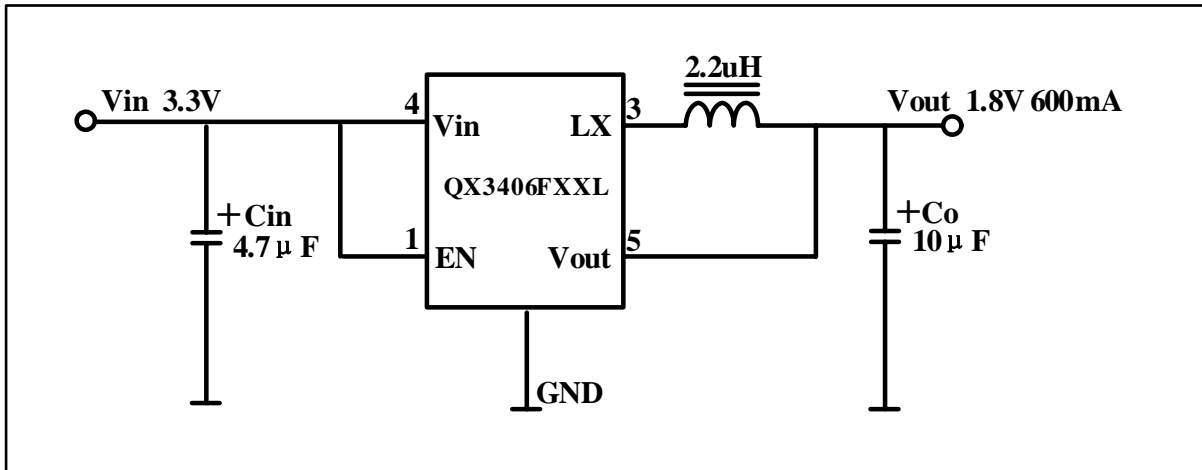 2.2uH
Vin 3.3V
4
3
Vout 1.8V 600mA
Vin
LX
QX3406FXXL
+Cin
4.7μF
+Co
10μF
1
5
EN
Vout
GND